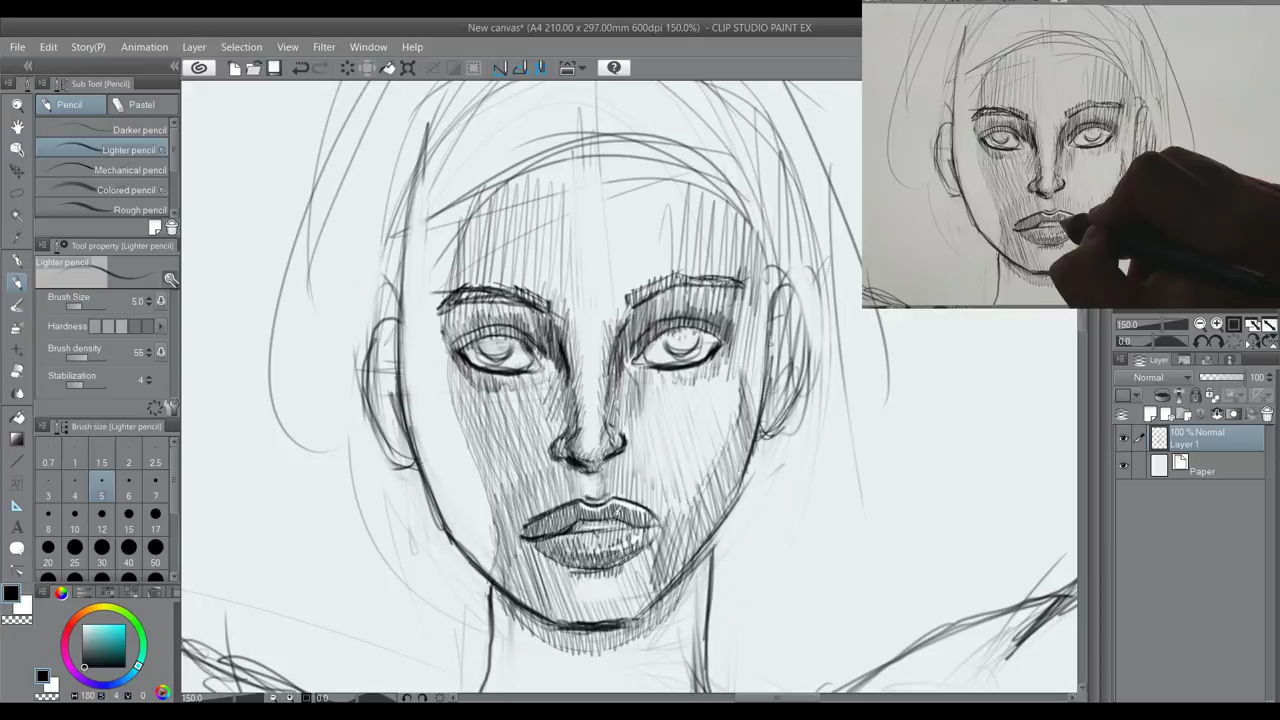 New canvas* (A4 210.00 x 297.00mm 600dpi 150.0%) - CLIP STUDIO PAINT EX
File Edit Story(P) Animation Layer Selection View Filter Window Help
Sub Tool [Pencil]
Pencil Pastel
Darker pencil
Lighter pencil
Mechanical pencil
Colored pencil
Rough pencil
Tool property [Lighter pencil]
Lighter pencil
Brush Size 5.0
Hardness
Brush density 55
Stabilization 4
Brush size [Lighter pencil]
0.7 1 1.5 2 2.5
3 4 5 6 7
8 10 12 15 17
20 25 30 40 50
H 180 S 4 V 0
150.0 0.0
150.0
0.0
Layer
Normal 100
100 % Normal
Layer 1
Paper